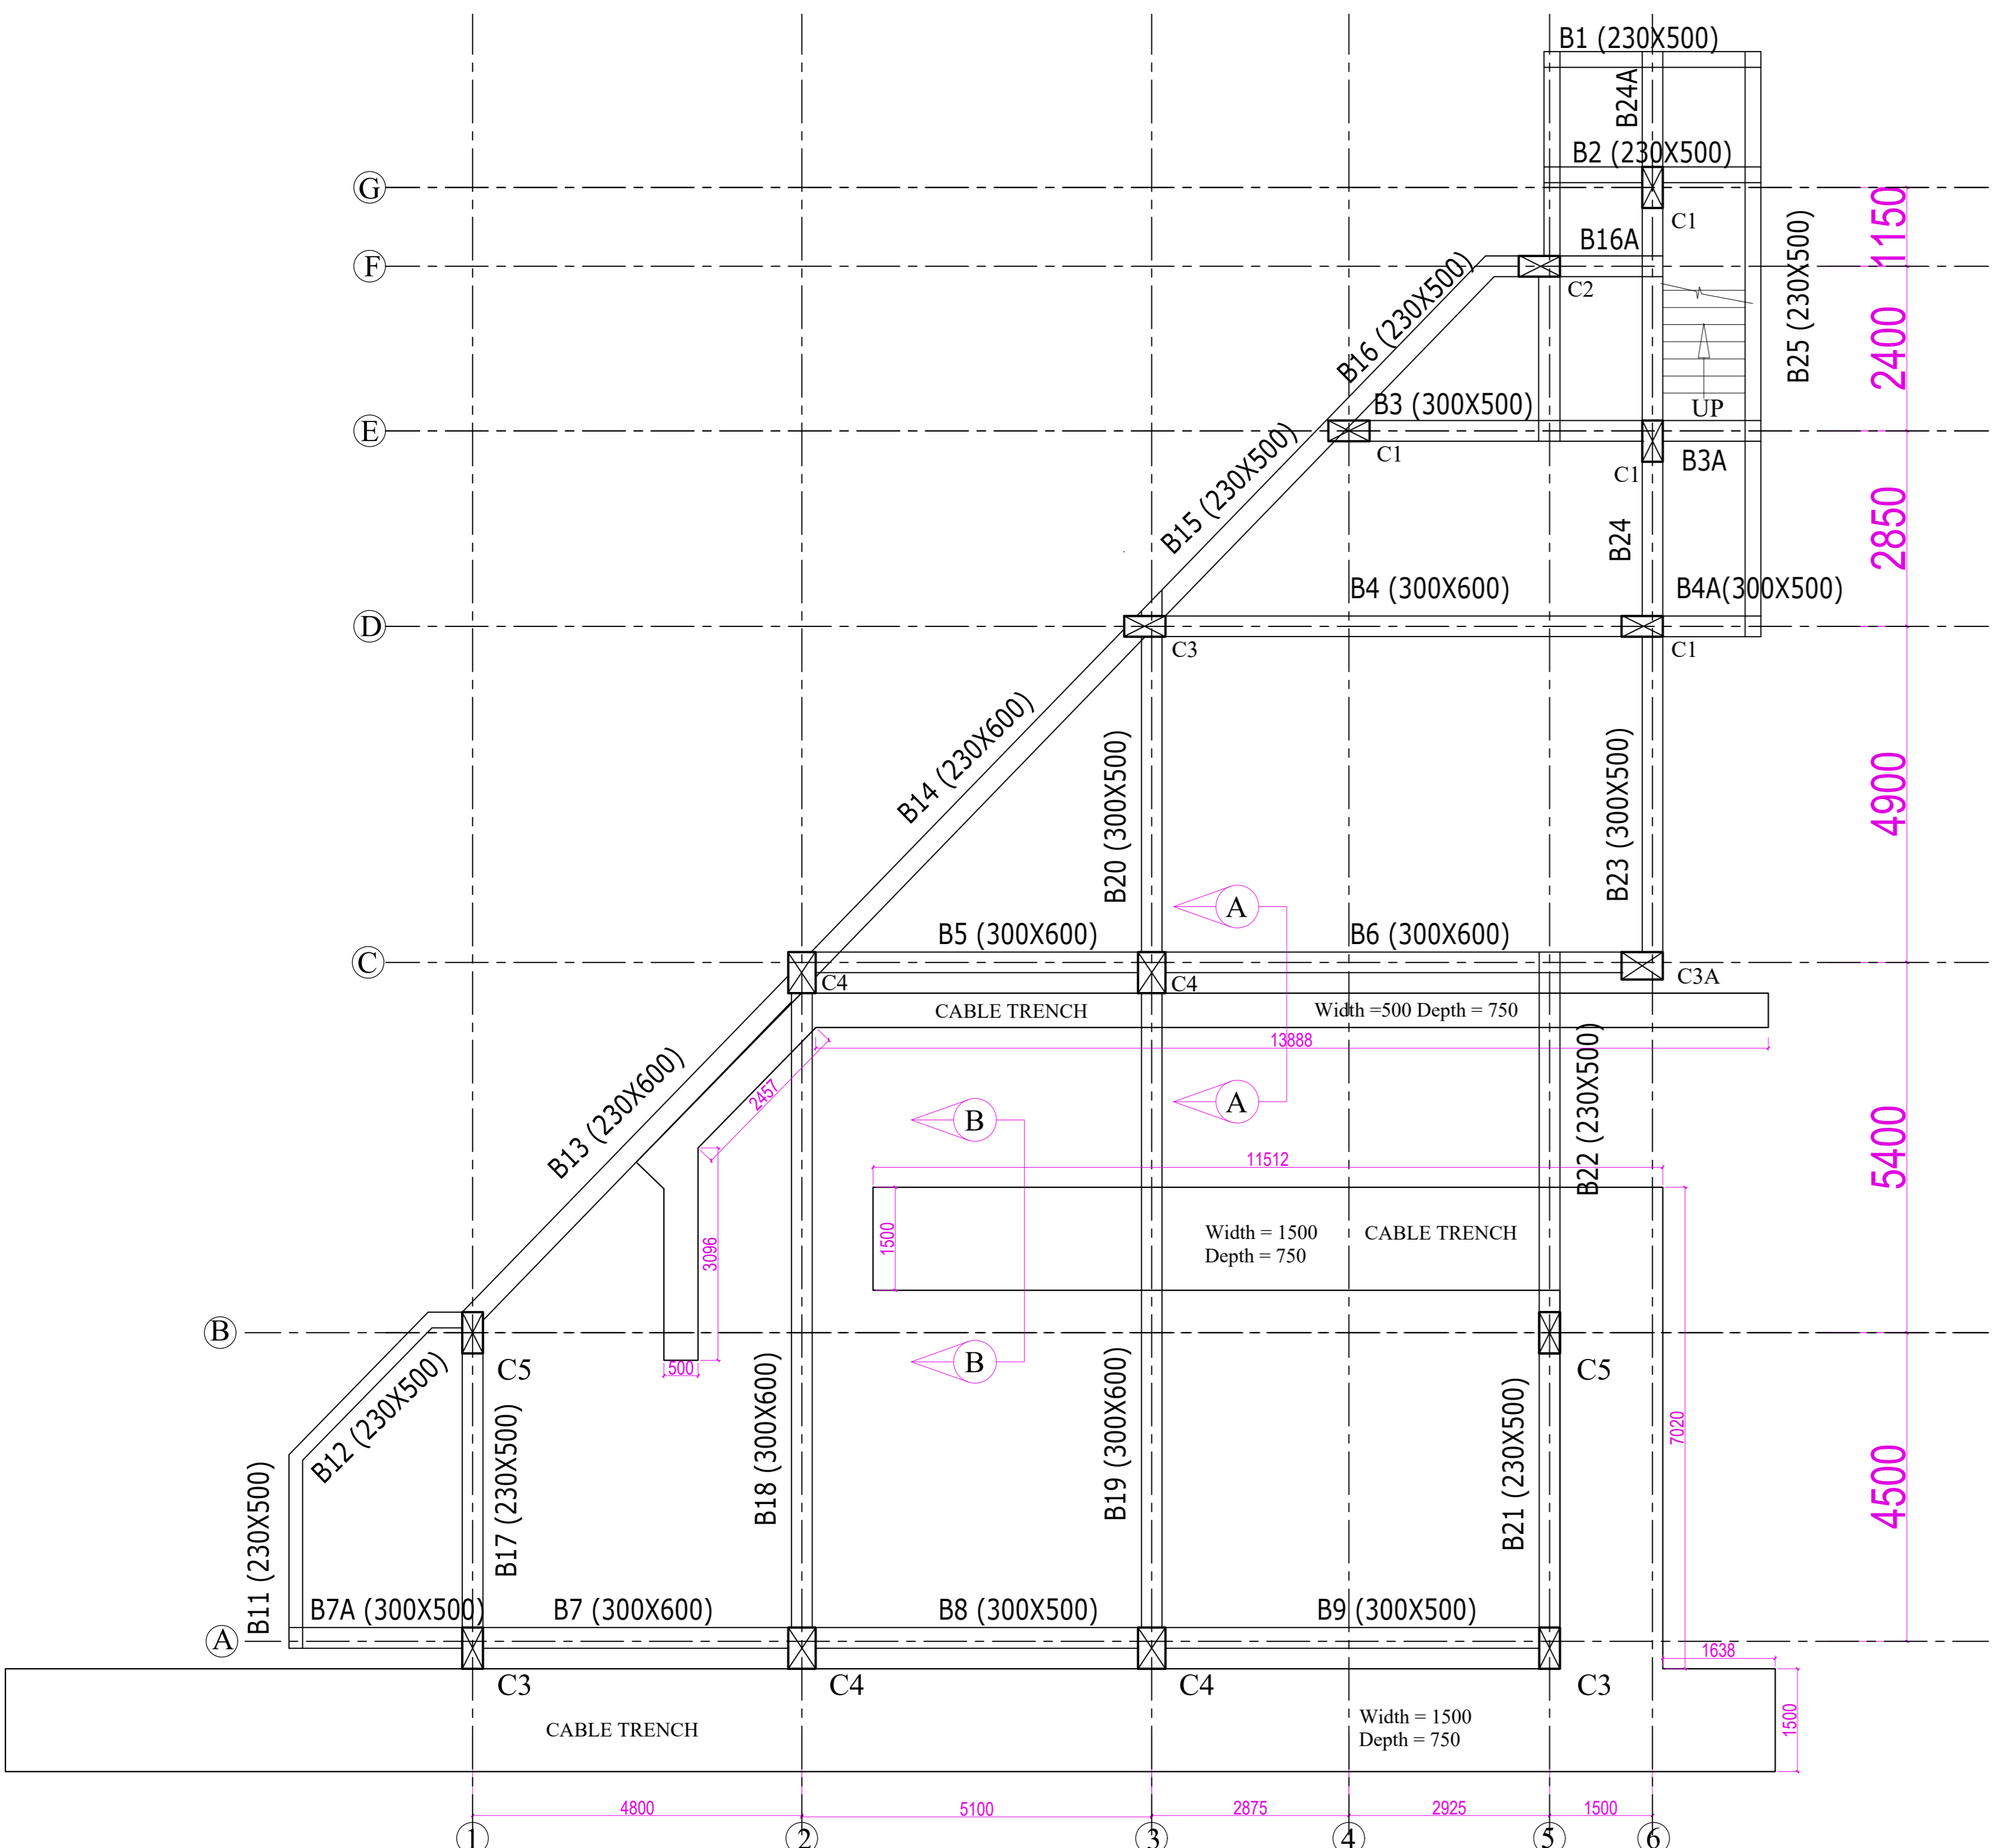 B1 (230X500)
B24A
B2 (230X500)
G
C1
1150
B16A
F
C2
B25 (230X500)
B16 (230X500)
2400
UP
B3 (300X500)
E
C1
C1
B3A
B15 (230X500)
2850
B24
B4 (300X600)
B4A(300X500)
D
C3
C1
B14 (230X600)
B20 (300X500)
B23 (300X500)
4900
A
B5 (300X600)
B6 (300X600)
C
C4
C4
C3A
CABLE TRENCH
Width =500 Depth = 750
13888
2457
B13 (230X600)
B
A
B22 (230X500)
5400
11512
1500
3096
Width = 1500
Depth = 750
CABLE TRENCH
B
C5
500
B
C5
B12 (230X500)
B17 (230X500)
B18 (300X600)
B19 (300X600)
B21 (230X500)
7020
4500
B11 (230X500)
B7A (300X500)
B7 (300X600)
B8 (300X500)
B9 (300X500)
A
1638
C3
C4
C4
C3
CABLE TRENCH
Width = 1500
Depth = 750
1500
4800
5100
2875
2925
1500
1
2
3
4
5
6